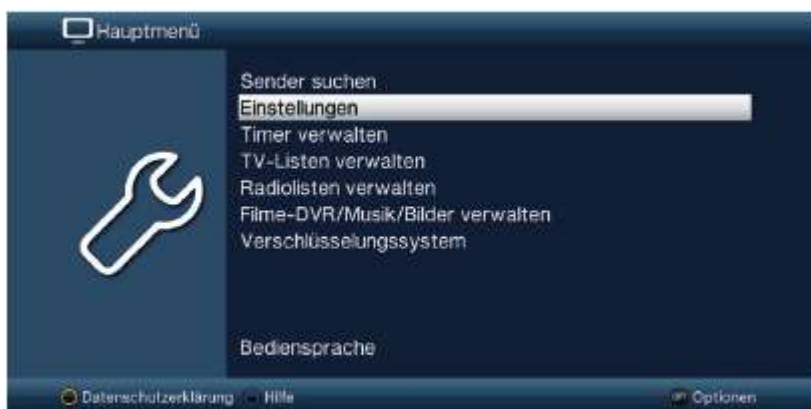 Hauptmenü
Sender suchen
Einstellungen
Timer verwalten
TV-Listen verwalten
Radiolisten verwalten
Filme-DVR/Musik/Bilder verwalten
Verschlüsselungssystem
Bediensprache
Datenschutzerklärung Hilfe Optionen